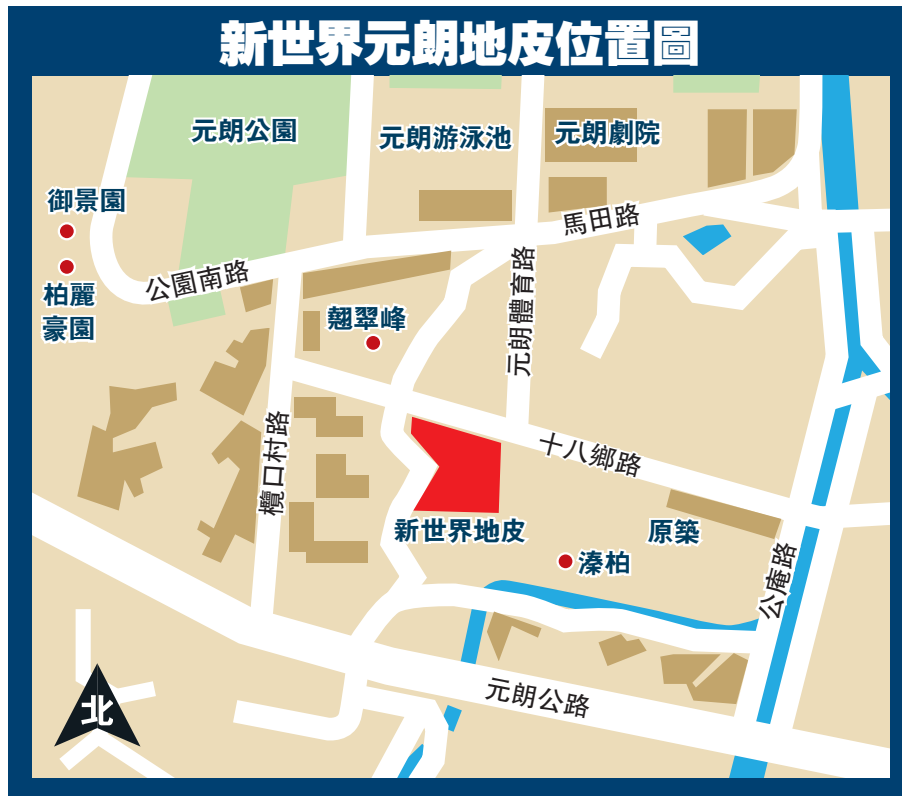 新世界元朗地皮位置圖
元朗公園
元朗游泳池
元朗劇院
御景園
馬田路
公園南路
柏麗
豪園
翹翠峰
元朗體育路
欖口村路
十八鄉路
新世界地皮
原築
溱柏
公庵路
元朗公路
北